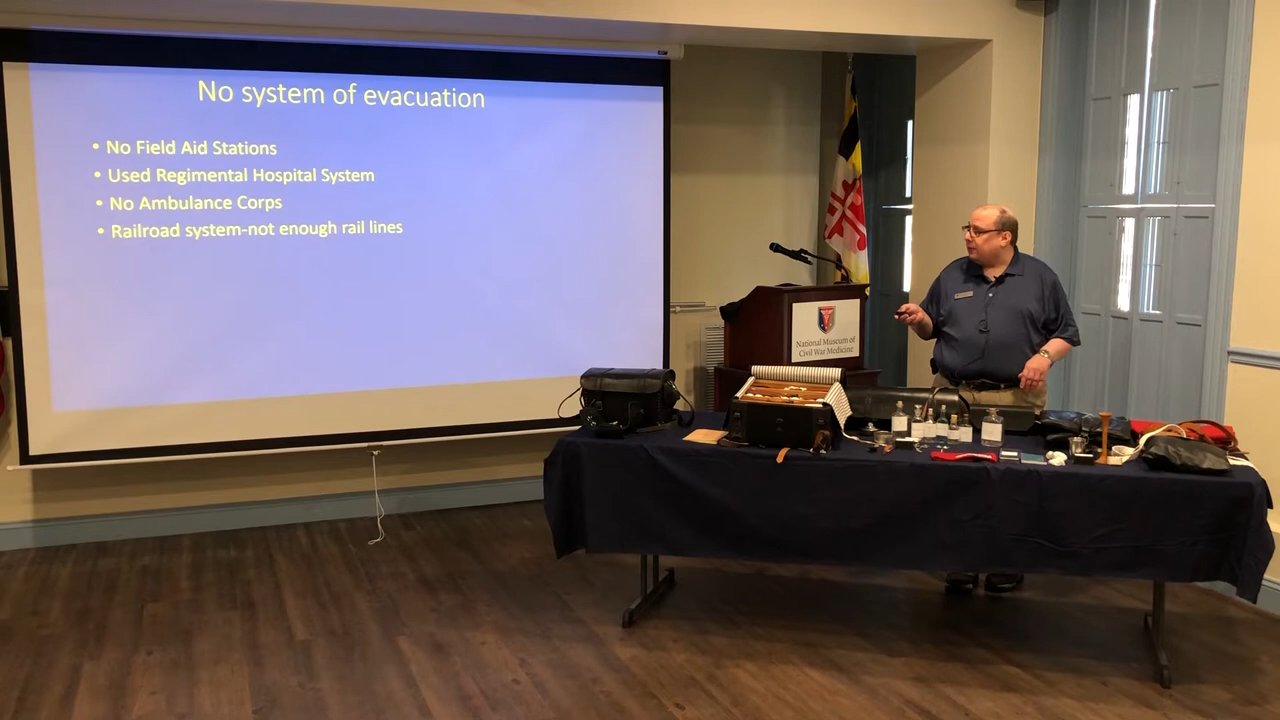 No system of evacuation
• No Field Aid Stations
• Used Regimental Hospital System
• No Ambulance Corps
• Railroad system-not enough rail lines
National Museum of
Civil War Medicine